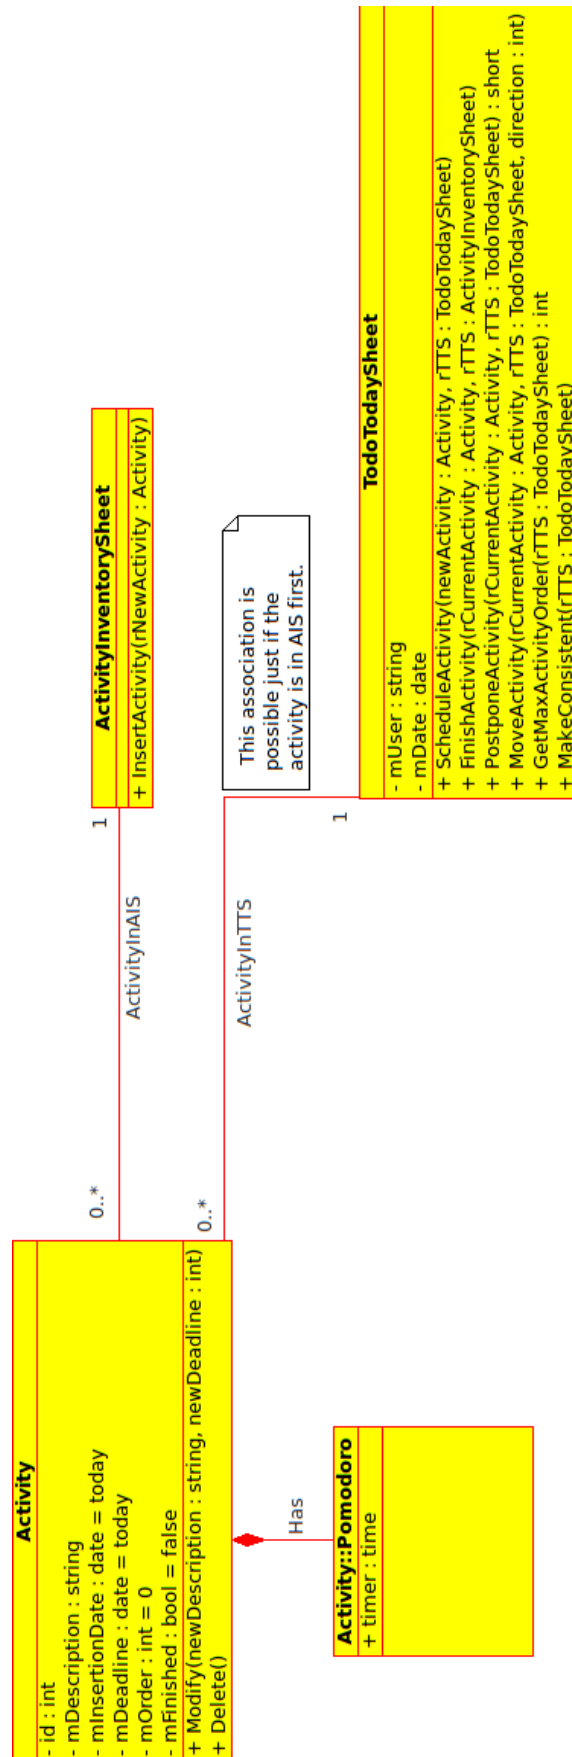 Activity
- id : int
- mDescription : string
- mInsertionDate : date = today
- mDeadline : date = today
- mOrder : int = 0
- mFinished : bool = false
+ Modify(newDescription : string, newDeadline : int)
+ Delete()
0..*
ActivityInAIS
1
ActivityInventorySheet
+ InsertActivity(rNewActivity : Activity)
0..*
ActivityInTTS
1
This association is
possible just if the
activity is in AIS first.
Has
Activity::Pomodoro
+ timer : time
TodoTodaySheet
- mUser : string
- mDate : date
+ ScheduleActivity(newActivity : Activity, rTTS : TodoTodaySheet)
+ FinishActivity(rCurrentActivity : Activity, rTTS : ActivityInventorySheet)
+ PostponeActivity(rCurrentActivity : Activity, rTTS : TodoTodaySheet) : short
+ MoveActivity(rCurrentActivity : Activity, rTTS : TodoTodaySheet, direction : int)
+ GetMaxActivityOrder(rTTS : TodoTodaySheet) : int
+ MakeConsistent(rTTS : TodoTodaySheet)